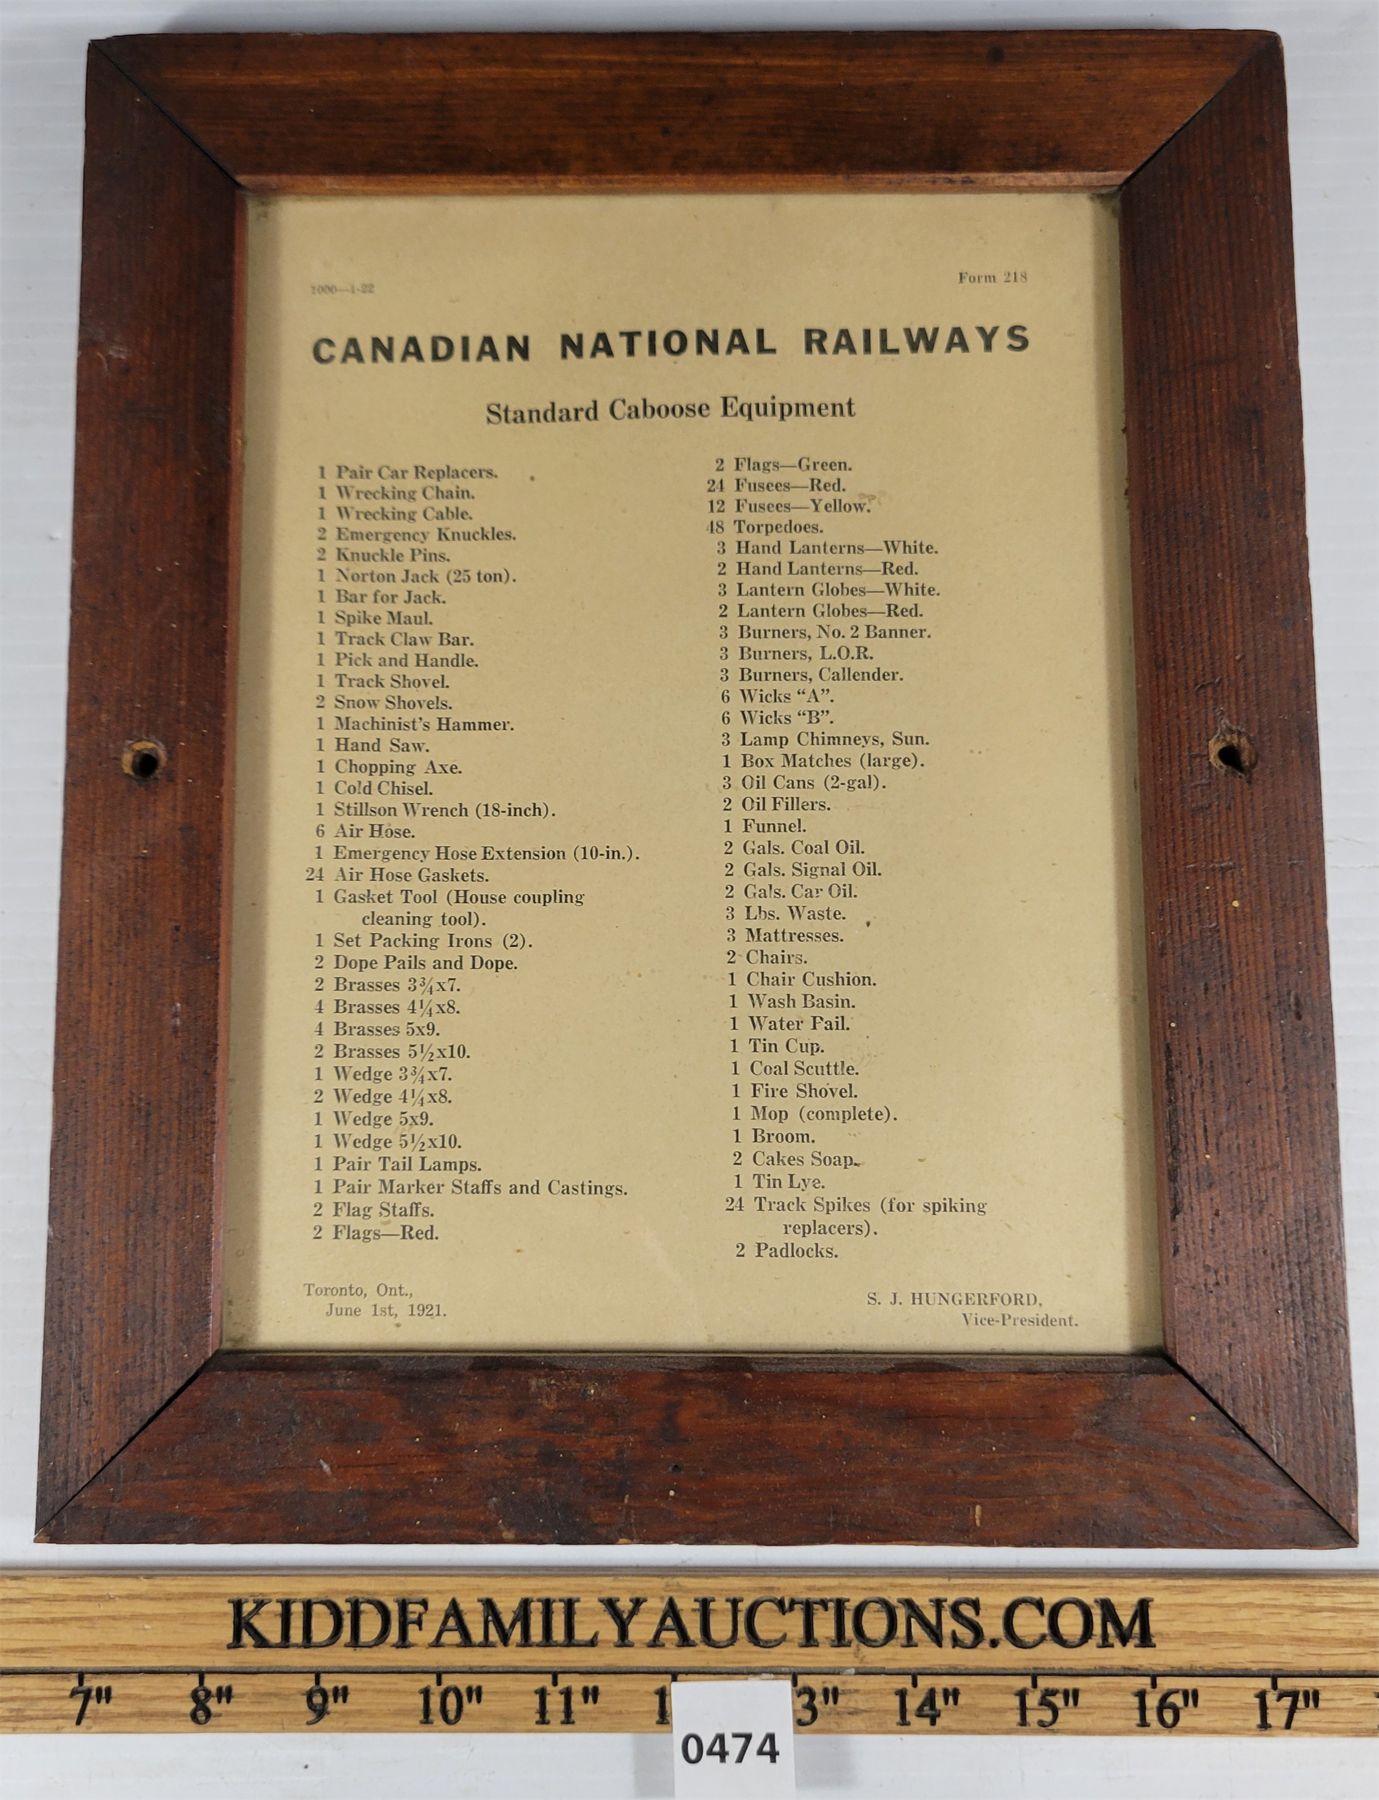 1000—1-22
Form 218
CANADIAN NATIONAL RAILWAYS
Standard Caboose Equipment
1 Pair Car Replacers.
1 Wrecking Chain.
1 Wrecking Cable.
2 Emergency Knuckles.
2 Knuckle Pins.
1 Norton Jack (25 ton).
1 Bar for Jack.
1 Spike Maul.
1 Track Claw Bar.
1 Pick and Handle.
1 Track Shovel.
2 Snow Shovels.
1 Machinist's Hammer.
1 Hand Saw.
1 Chopping Axe.
1 Cold Chisel.
1 Stillson Wrench (18-inch).
6 Air Hose.
1 Emergency Hose Extension (10-in.).
24 Air Hose Gaskets.
1 Gasket Tool (House coupling
cleaning tool).
1 Set Packing Irons (2).
2 Dope Pails and Dope.
2 Brasses 3¾x7.
4 Brasses 4¼x8.
4 Brasses 5x9.
2 Brasses 5½x10.
1 Wedge 3¾x7.
2 Wedge 4¼x8.
1 Wedge 5x9.
1 Wedge 5½x10.
1 Pair Tail Lamps.
1 Pair Marker Staffs and Castings.
2 Flag Staffs.
2 Flags—Red.
2 Flags—Green.
24 Fusees—Red.
12 Fusees—Yellow.
48 Torpedoes.
3 Hand Lanterns—White.
2 Hand Lanterns—Red.
3 Lantern Globes—White.
2 Lantern Globes—Red.
3 Burners, No. 2 Banner.
3 Burners, L.O.R.
3 Burners, Callender.
6 Wicks “A”.
6 Wicks “B”.
3 Lamp Chimneys, Sun.
1 Box Matches (large).
3 Oil Cans (2-gal).
2 Oil Fillers.
1 Funnel.
2 Gals. Coal Oil.
2 Gals. Signal Oil.
2 Gals. Car Oil.
3 Lbs. Waste.
3 Mattresses.
2 Chairs.
1 Chair Cushion.
1 Wash Basin.
1 Water Pail.
1 Tin Cup.
1 Coal Scuttle.
1 Fire Shovel.
1 Mop (complete).
1 Broom.
2 Cakes Soap.
1 Tin Lye.
24 Track Spikes (for spiking
replacers).
2 Padlocks.
Toronto, Ont.,
June 1st, 1921.
S. J. HUNGERFORD,
Vice-President.
KIDDFAMILYAUCTIONS.COM
7" 8" 9" 10" 11" 1 3" 14" 15" 16" 17"
0474